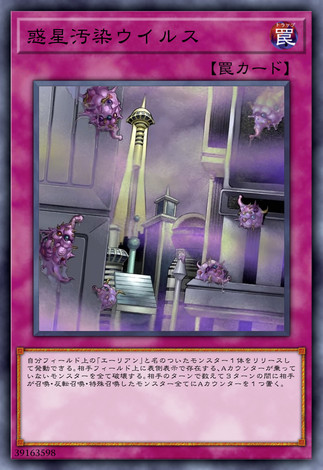 惑星汚染ウイルス
トラップ
罠
【罠カード】
自分フィールド上の「エーリアン」と名のついたモンスター1体をリリースし
て発動できる。相手フィールド上に表側表示で存在する、Aカウンターが乗って
いないモンスターを全て破壊する。相手のターンで数えて3ターンの間に相手
が召喚・反転召喚・特殊召喚したモンスター全てにAカウンターを1つ置く。
39163598